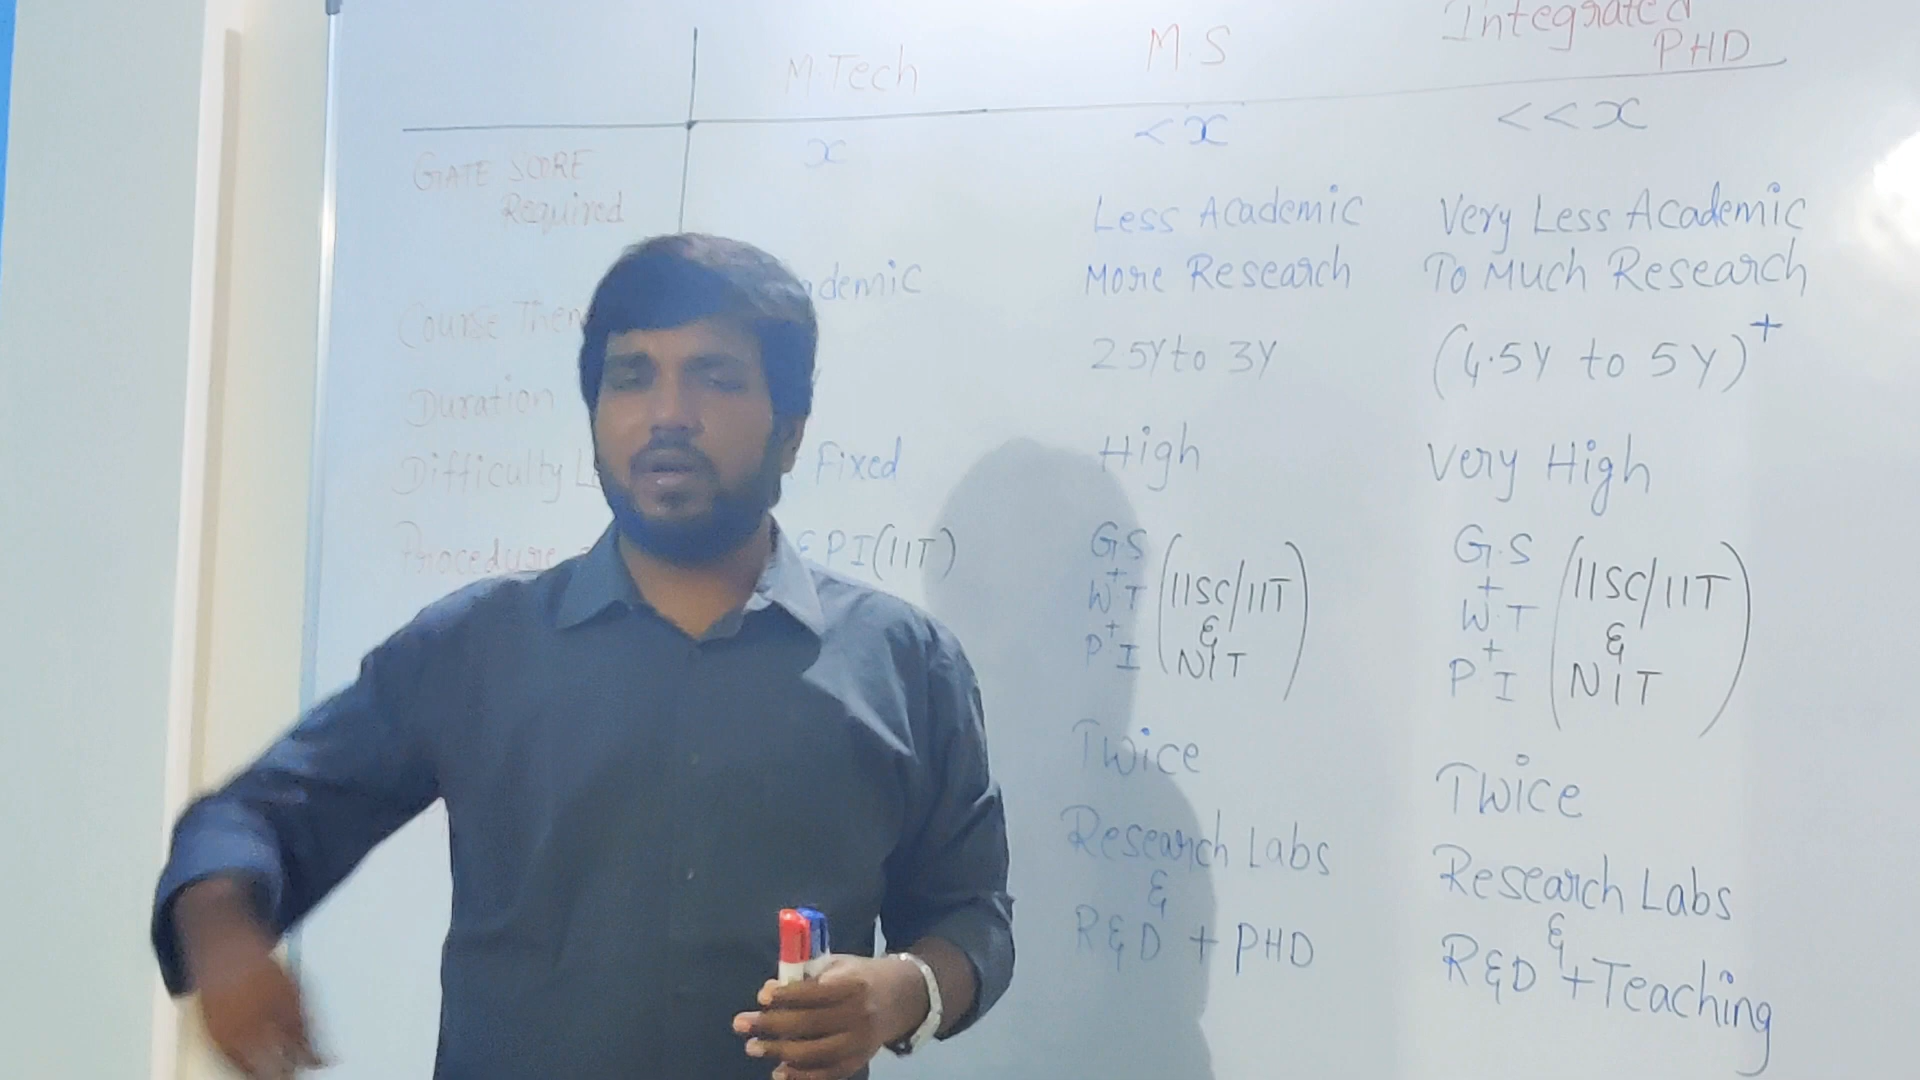 M.Tech M.S Integrated PHD
GATE SCORE Required x <x <<x
Less Academic Very Less Academic
Course demic More Research To Much Research
Duration 2.5Y to 3Y (4.5Y to 5Y)+
Difficulty Fixed High Very High
Procedure & PI(IIT) G.S + W.T + P I (IISC/IIT & NIT) G.S + W.T + P I (IISC/IIT & NIT)
Twice Twice
Research Labs Research Labs
& &
R&D + PHD R&D + Teaching